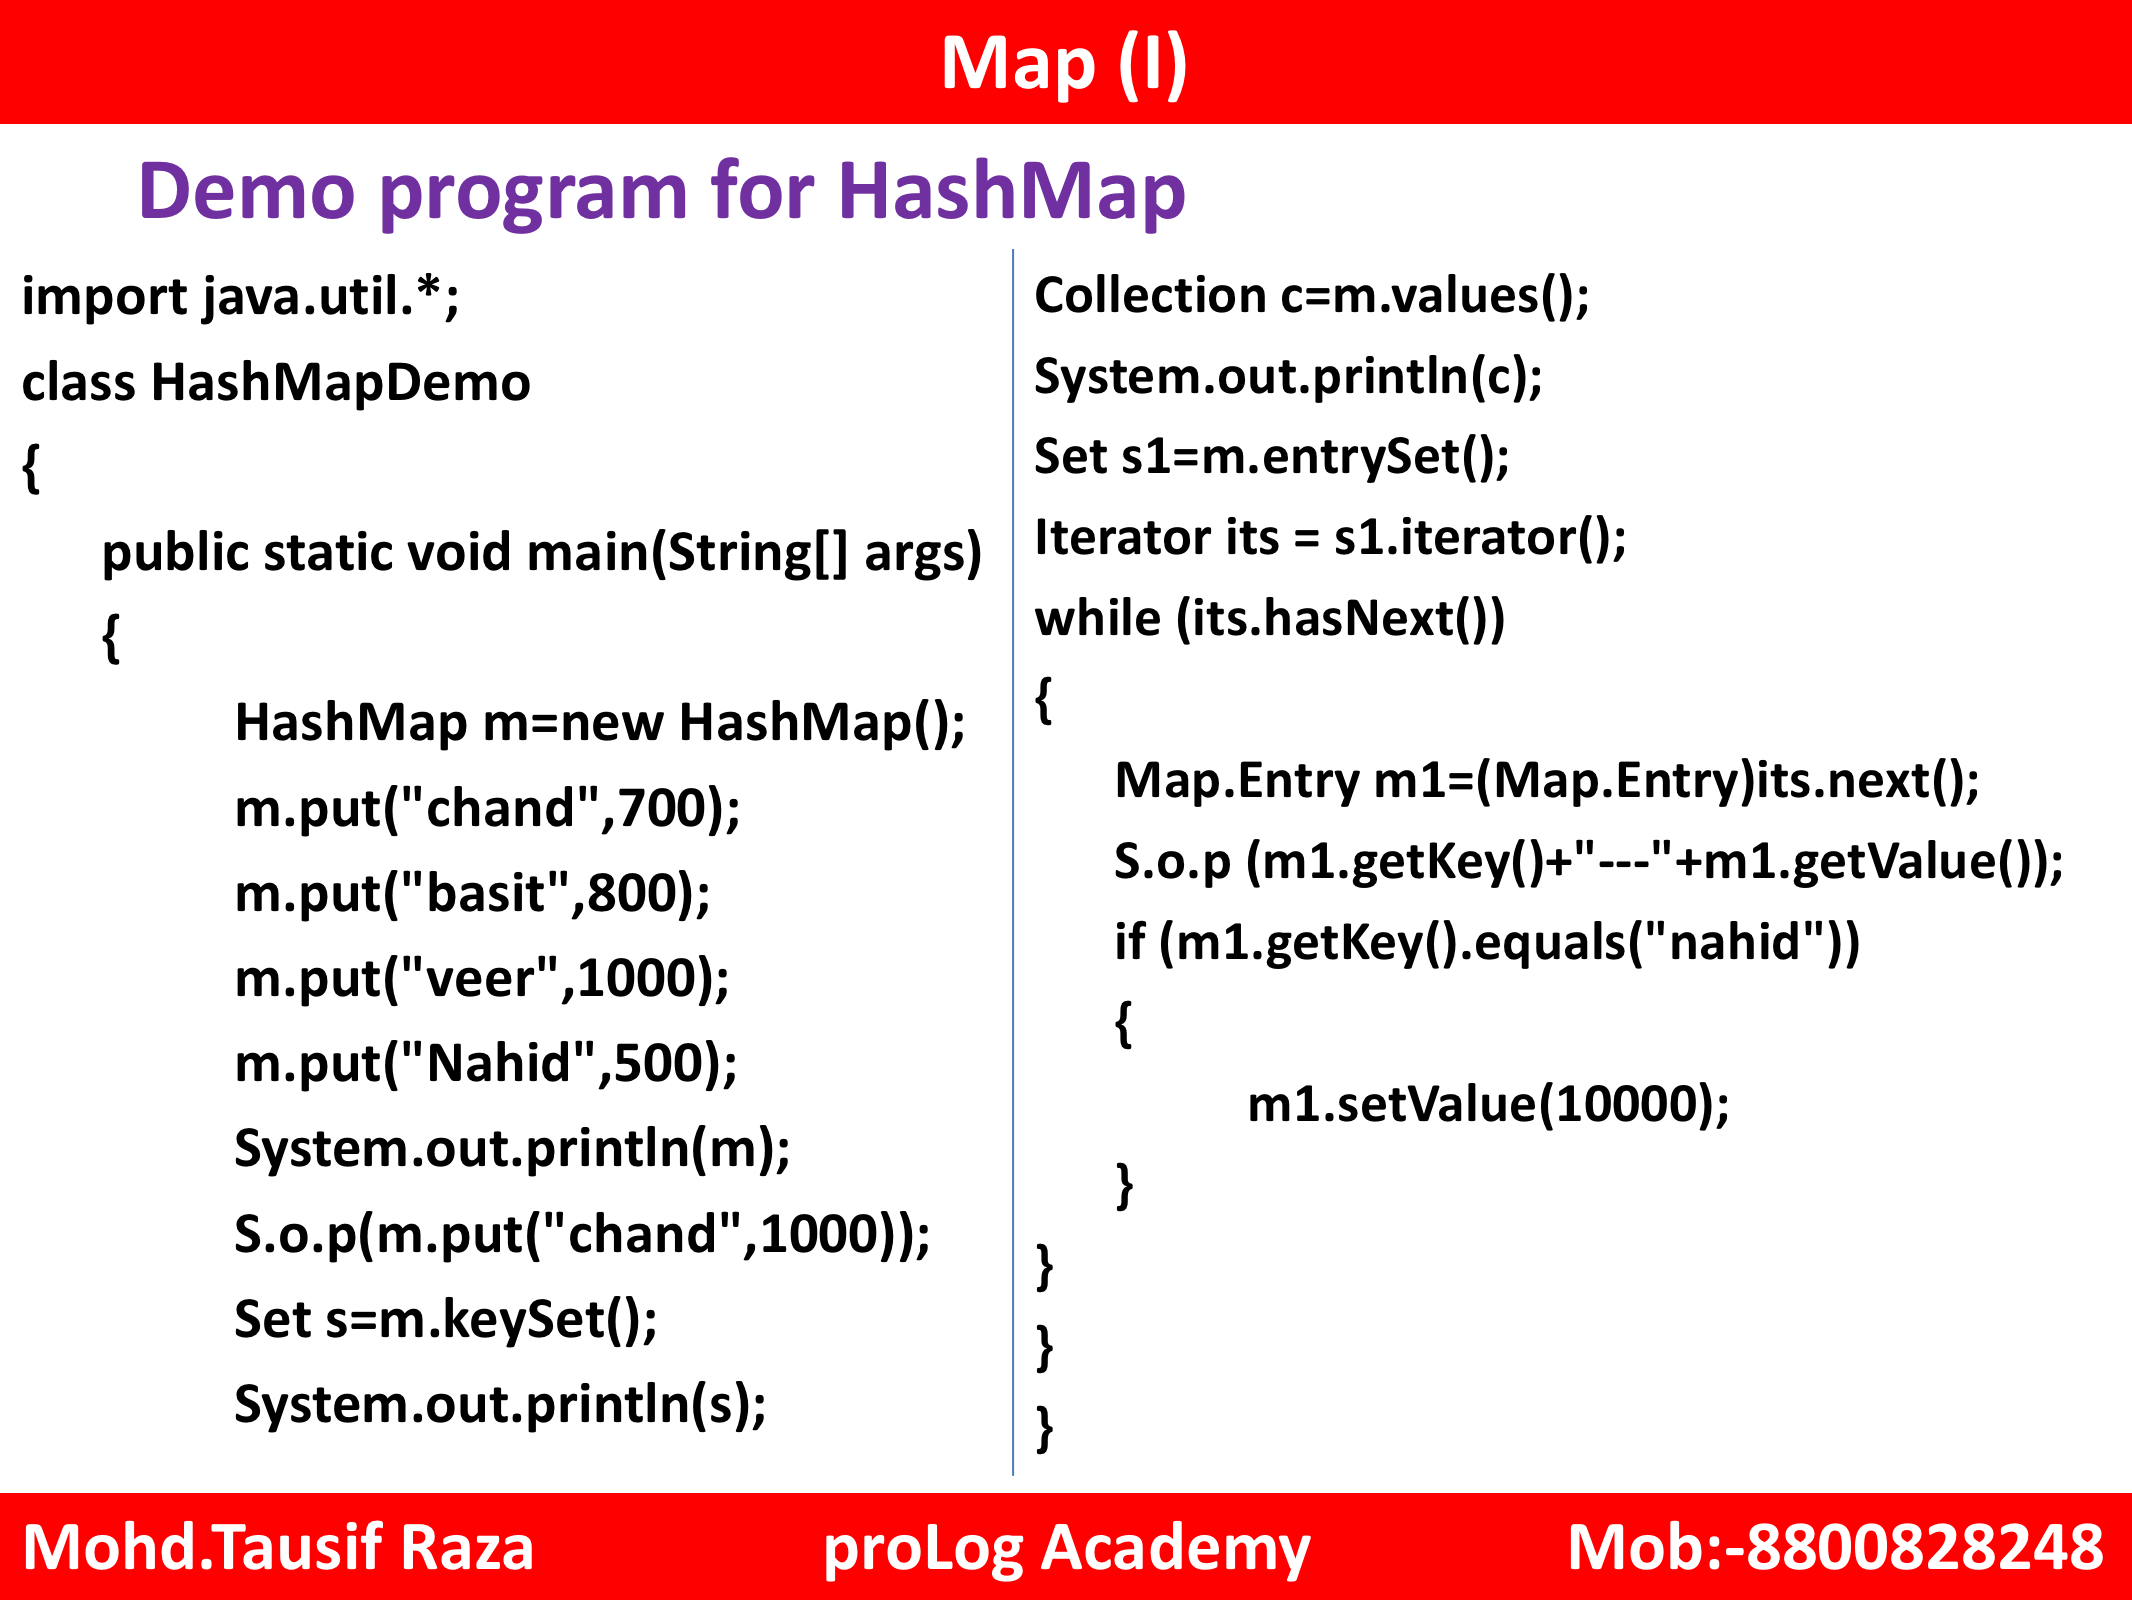 Map (I)
Demo program for HashMap
import java.util.*;
class HashMapDemo
{
public static void main(String[] args)
{
HashMap m=new HashMap();
m.put("chand",700);
m.put("basit",800);
m.put("veer",1000);
m.put("Nahid",500);
System.out.println(m);
S.o.p(m.put("chand",1000));
Set s=m.keySet();
System.out.println(s);
Collection c=m.values();
System.out.println(c);
Set s1=m.entrySet();
Iterator its = s1.iterator();
while (its.hasNext())
{
Map.Entry m1=(Map.Entry)its.next();
S.o.p (m1.getKey()+"---"+m1.getValue());
if (m1.getKey().equals("nahid"))
{
m1.setValue(10000);
}
}
}
}
Mohd.Tausif Raza proLog Academy Mob:-8800828248